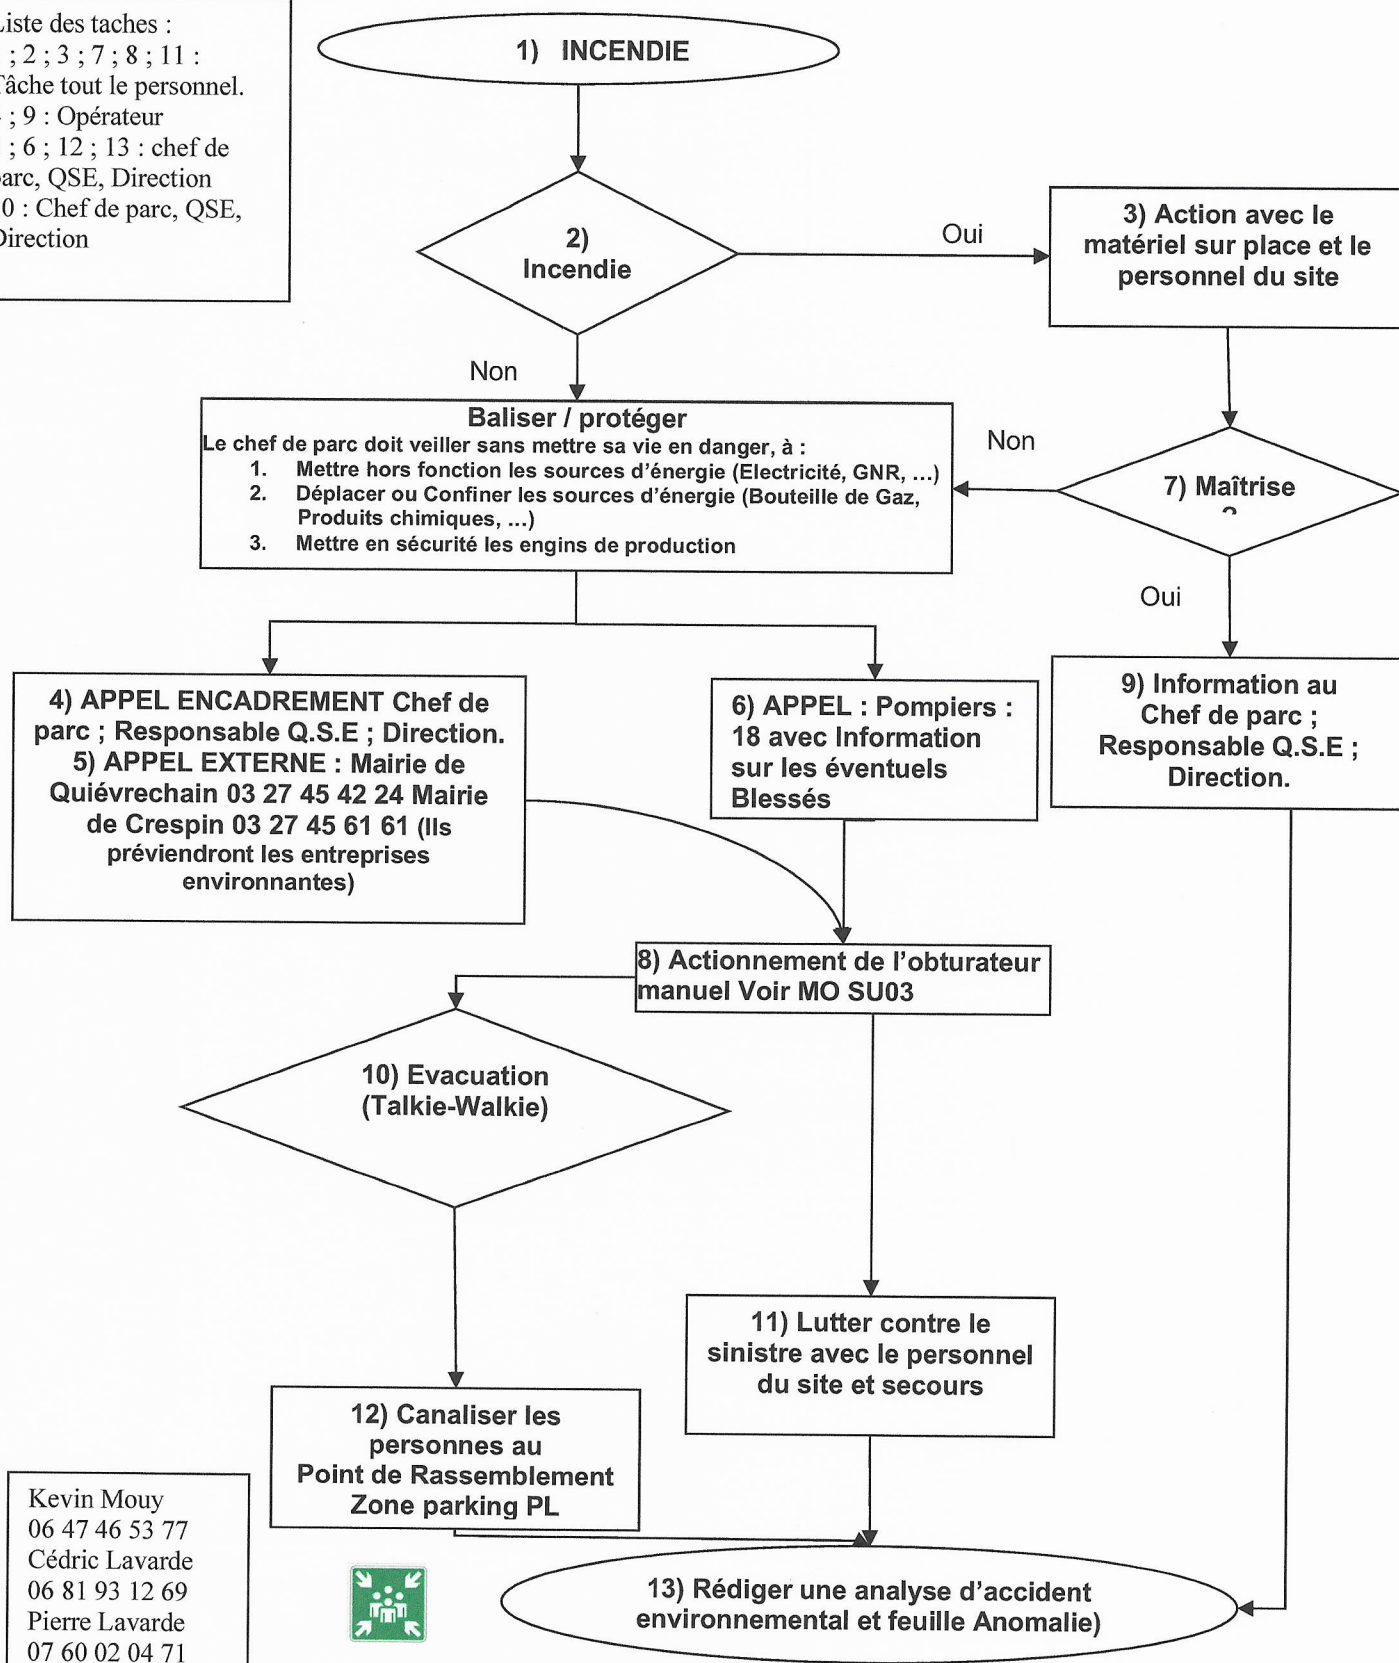 Liste des taches :
; 2 ; 3 ; 7 ; 8 ; 11 :
Tâche tout le personnel.
; 9 : Opérateur
; 6 ; 12 ; 13 : chef de
parc, QSE, Direction
0 : Chef de parc, QSE,
Direction
1) INCENDIE
2)
Incendie
Oui
3) Action avec le
matériel sur place et le
personnel du site
Non
Baliser / protéger
Le chef de parc doit veiller sans mettre sa vie en danger, à :
1. Mettre hors fonction les sources d’énergie (Electricité, GNR, …)
2. Déplacer ou Confiner les sources d’énergie (Bouteille de Gaz,
Produits chimiques, …)
3. Mettre en sécurité les engins de production
Non
7) Maîtrise
Oui
4) APPEL ENCADREMENT Chef de
parc ; Responsable Q.S.E ; Direction.
5) APPEL EXTERNE : Mairie de
Quiévrechain 03 27 45 42 24 Mairie
de Crespin 03 27 45 61 61 (Ils
préviendront les entreprises
environnantes)
6) APPEL : Pompiers :
18 avec Information
sur les éventuels
Blessés
9) Information au
Chef de parc ;
Responsable Q.S.E ;
Direction.
8) Actionnement de l’obturateur
manuel Voir MO SU03
10) Evacuation
(Talkie-Walkie)
11) Lutter contre le
sinistre avec le personnel
du site et secours
12) Canaliser les
personnes au
Point de Rassemblement
Zone parking PL
Kevin Mouy
06 47 46 53 77
Cédric Lavarde
06 81 93 12 69
Pierre Lavarde
07 60 02 04 71
13) Rédiger une analyse d’accident
environnemental et feuille Anomalie)